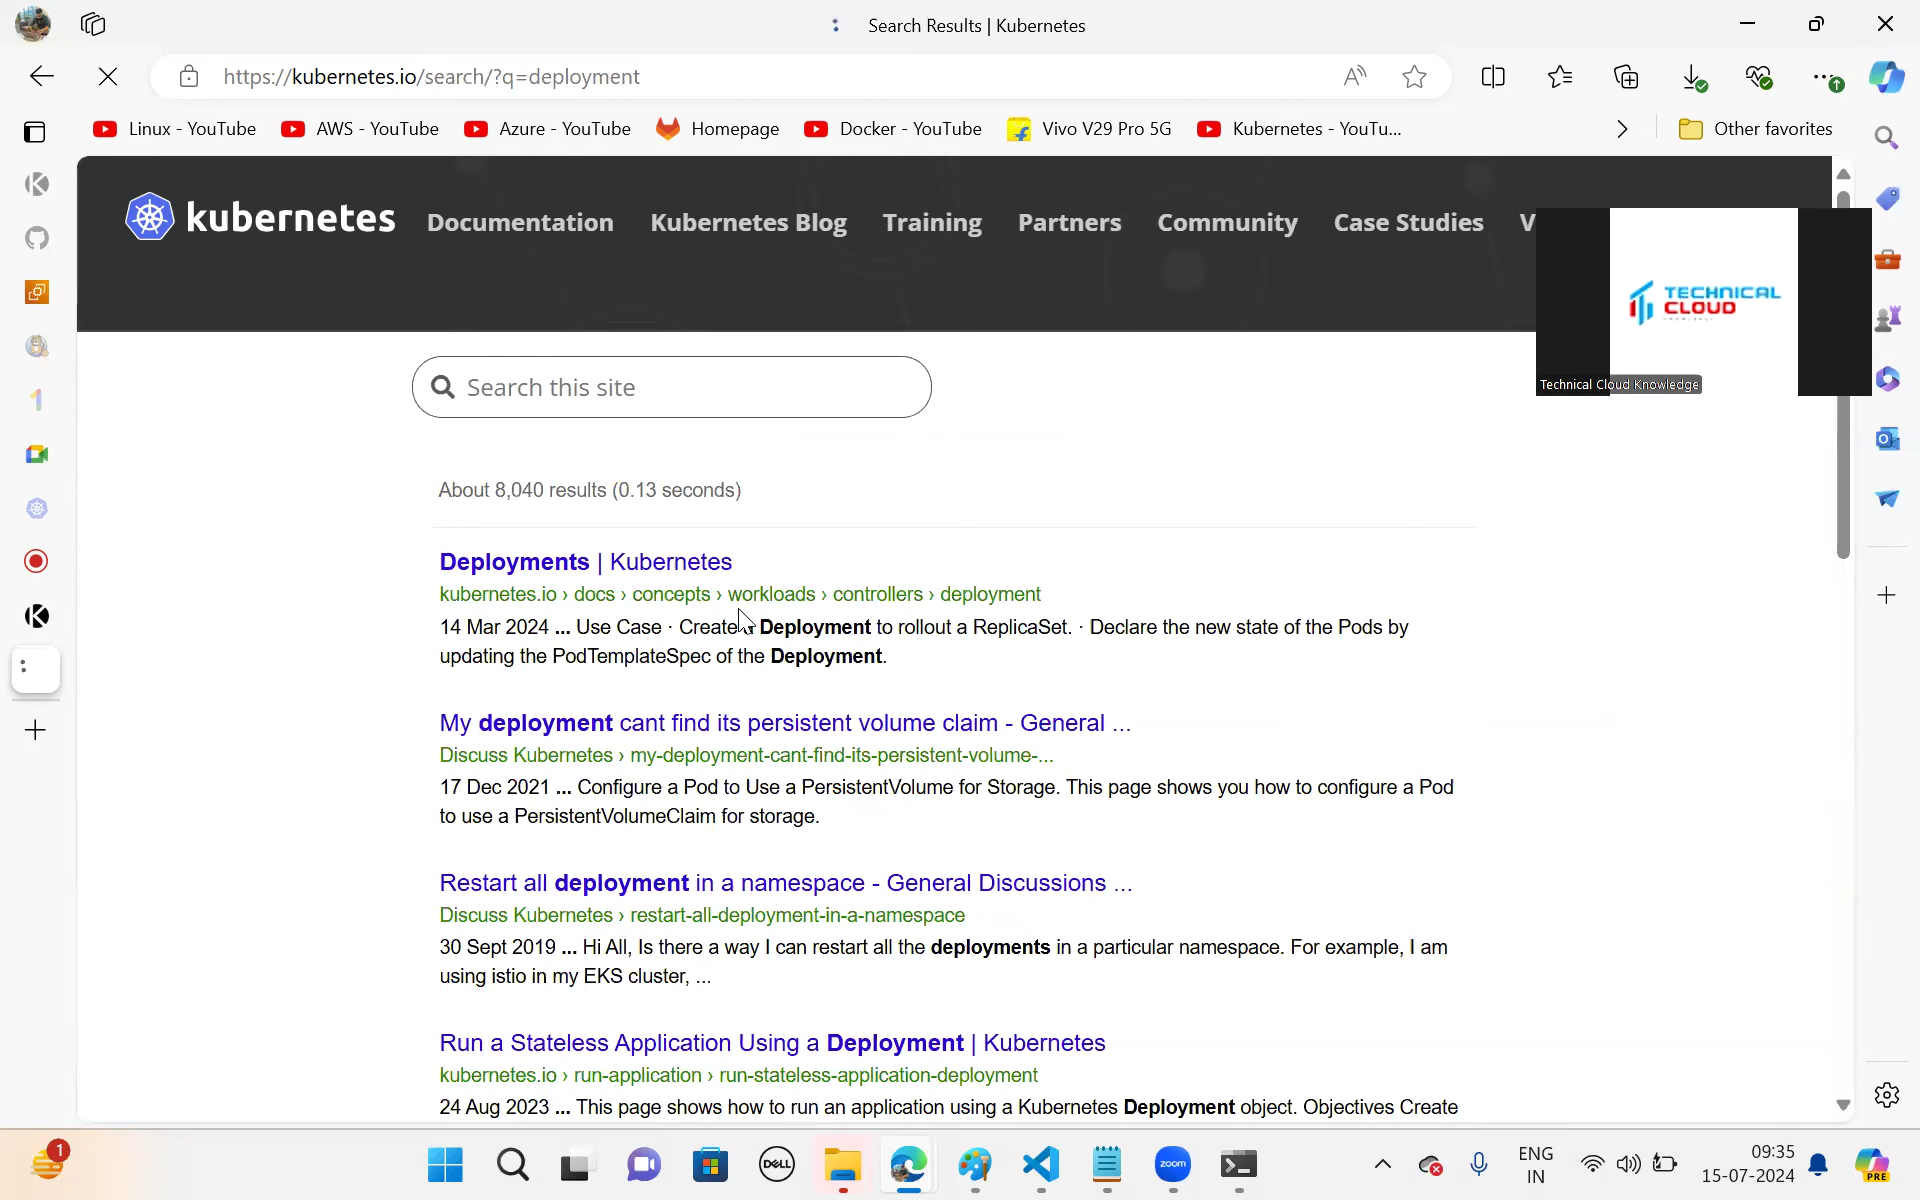 Search Results | Kubernetes
https://kubernetes.io/search/?q=deployment
Linux - YouTube
AWS - YouTube
Azure - YouTube
Homepage
Docker - YouTube
Vivo V29 Pro 5G
Kubernetes - YouTu...
Other favorites
kubernetes
Documentation
Kubernetes Blog
Training
Partners
Community
Case Studies
V
TECHNICAL
CLOUD
Technical Cloud Knowledge
Search this site
About 8,040 results (0.13 seconds)
Deployments | Kubernetes
kubernetes.io › docs › concepts › workloads › controllers › deployment
14 Mar 2024 ... Use Case · Create Deployment to rollout a ReplicaSet. · Declare the new state of the Pods by
updating the PodTemplateSpec of the Deployment.
My deployment cant find its persistent volume claim - General ...
Discuss Kubernetes › my-deployment-cant-find-its-persistent-volume-...
17 Dec 2021 ... Configure a Pod to Use a PersistentVolume for Storage. This page shows you how to configure a Pod
to use a PersistentVolumeClaim for storage.
Restart all deployment in a namespace - General Discussions ...
Discuss Kubernetes › restart-all-deployment-in-a-namespace
30 Sept 2019 ... Hi All, Is there a way I can restart all the deployments in a particular namespace. For example, I am
using istio in my EKS cluster, ...
Run a Stateless Application Using a Deployment | Kubernetes
kubernetes.io › run-application › run-stateless-application-deployment
24 Aug 2023 ... This page shows how to run an application using a Kubernetes Deployment object. Objectives Create
1
DELL
zoom
ENG
IN
09:35
15-07-2024
PRE